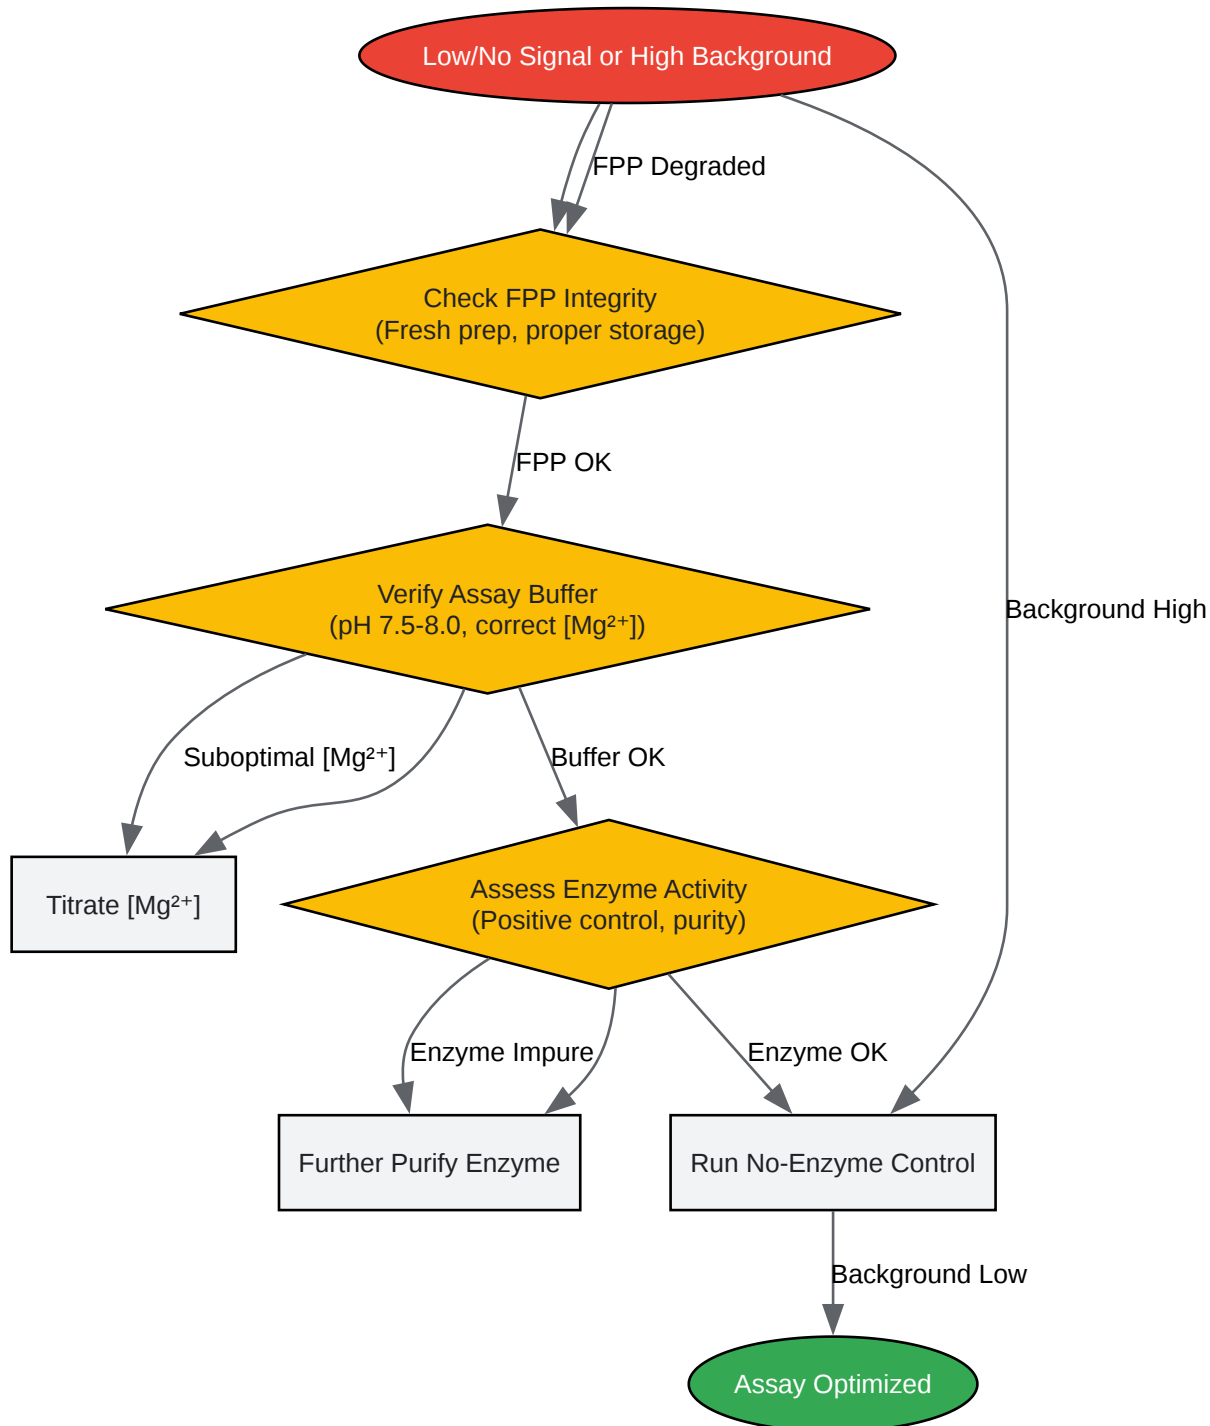 Low/No Signal or High Background
FPP Degraded
Check FPP Integrity
(Fresh prep, proper storage)
FPP OK
Verify Assay Buffer
(pH 7.5-8.0, correct [Mg²⁺])
Background High
Suboptimal [Mg²⁺]
Buffer OK
Titrate [Mg²⁺]
Assess Enzyme Activity
(Positive control, purity)
Enzyme Impure
Enzyme OK
Further Purify Enzyme
Run No-Enzyme Control
Background Low
Assay Optimized